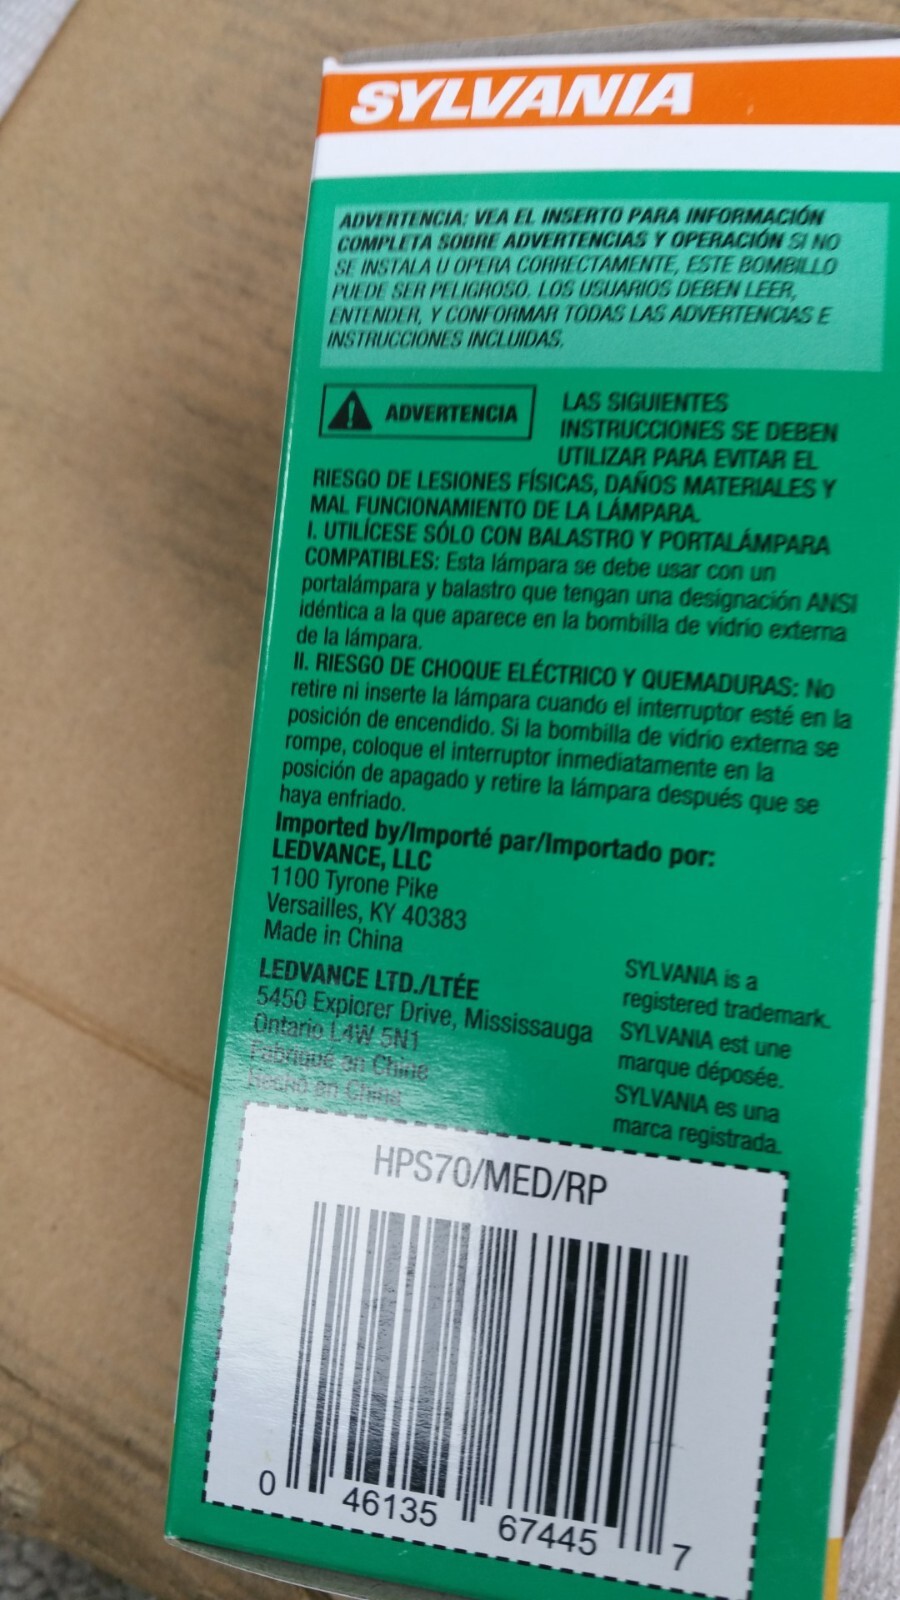 SYLVANIA
ADVERTENCIA: VEA EL INSERTO PARA INFORMACIÓN
COMPLETA SOBRE ADVERTENCIAS Y OPERACIÓN SI NO
SE INSTALA U OPERA CORRECTAMENTE, ESTE BOMBILLO
PUEDE SER PELIGROSO. LOS USUARIOS DEBEN LEER,
ENTENDER, Y CONFORMAR TODAS LAS ADVERTENCIAS E
INSTRUCCIONES INCLUIDAS.
ADVERTENCIA
LAS SIGUIENTES
INSTRUCCIONES SE DEBEN
UTILIZAR PARA EVITAR EL
RIESGO DE LESIONES FÍSICAS, DAÑOS MATERIALES Y
MAL FUNCIONAMIENTO DE LA LÁMPARA.
I. UTILÍCESE SÓLO CON BALASTRO Y PORTALÁMPARA
COMPATIBLES: Esta lámpara se debe usar con un
portalámpara y balastro que tengan una designación ANSI
idéntica a la que aparece en la bombilla de vidrio externa
de la lámpara.
II. RIESGO DE CHOQUE ELÉCTRICO Y QUEMADURAS: No
retire ni inserte la lámpara cuando el interruptor esté en la
posición de encendido. Si la bombilla de vidrio externa se
rompe, coloque el interruptor inmediatamente en la
posición de apagado y retire la lámpara después que se
haya enfriado.
Imported by/Importé par/Importado por:
LEDVANCE, LLC
1100 Tyrone Pike
Versailles, KY 40383
Made in China
LEDVANCE LTD./LTÉE
5450 Explorer Drive, Mississauga
Ontario L4W 5N1
Fabriqué en Chine
Hecho en China
SYLVANIA is a
registered trademark.
SYLVANIA est une
marque déposée.
SYLVANIA es una
marca registrada.
HPS70/MED/RP
0 46135 67445 7